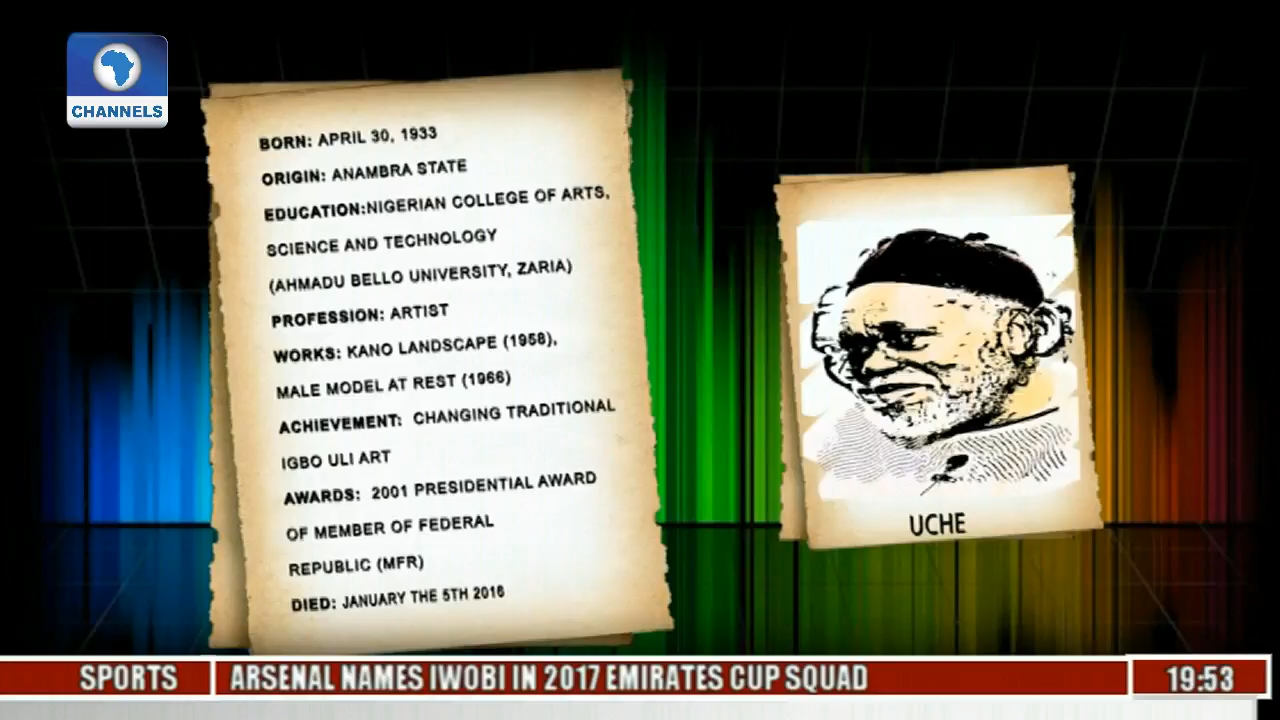 CHANNELS
BORN: APRIL 30, 1933
ORIGIN: ANAMBRA STATE
EDUCATION:NIGERIAN COLLEGE OF ARTS,
SCIENCE AND TECHNOLOGY
(AHMADU BELLO UNIVERSITY, ZARIA)
PROFESSION: ARTIST
WORKS: KANO LANDSCAPE (1958),
MALE MODEL AT REST (1966)
ACHIEVEMENT: CHANGING TRADITIONAL
IGBO ULI ART
AWARDS: 2001 PRESIDENTIAL AWARD
OF MEMBER OF FEDERAL
REPUBLIC (MFR)
DIED: JANUARY THE 5TH 2016
UCHE
SPORTS ARSENAL NAMES IWOBI IN 2017 EMIRATES CUP SQUAD 19:53